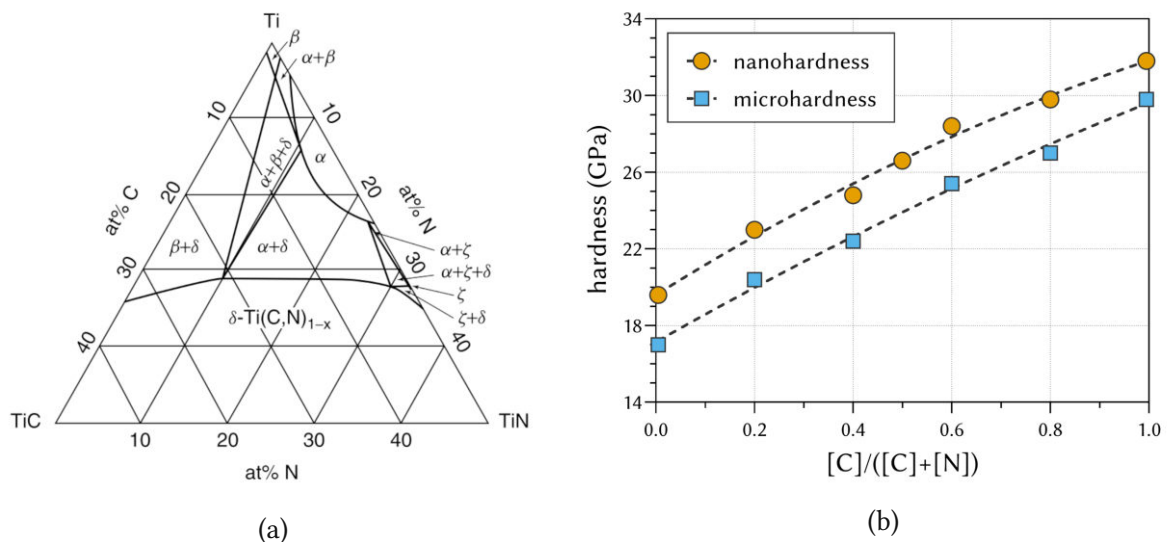 Ti
β
α+β
10
10
α
α+β+δ
20
20
at% C
at% N
α+ζ
β+δ
α+δ
30
30
α+ζ+δ
ζ
ζ+δ
δ-Ti(C,N)1−x
40
40
TiC
TiN
10
20
30
40
at% N
(a)
34
30
26
22
18
14
hardness (GPa)
nanohardness
microhardness
0.0
0.2
0.4
0.6
0.8
1.0
[C]/([C]+[N])
(b)